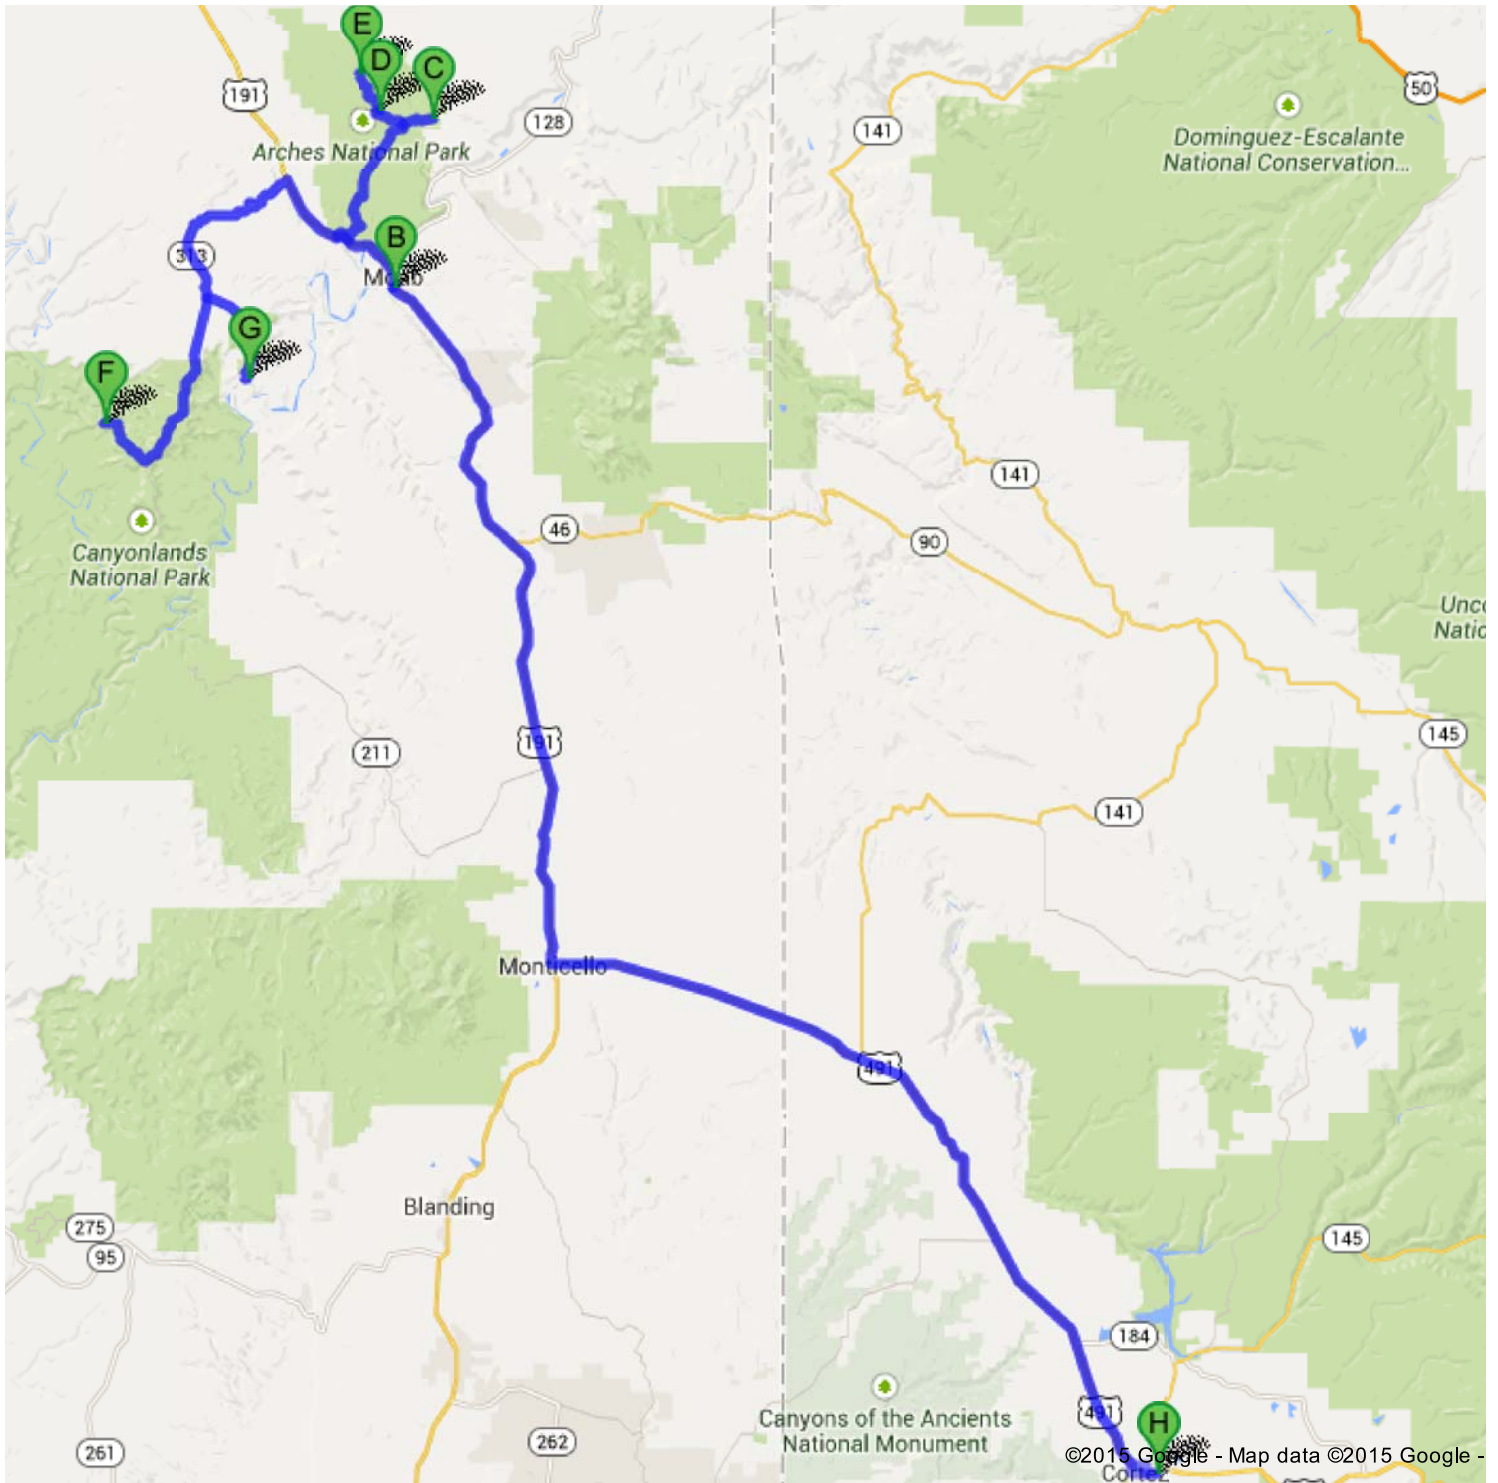 E
D
C
191
50
128
141
Dominguez-Escalante
National Conservation...
Arches National Park
B
313
Moab
G
F
141
46
90
Canyonlands
National Park
Unco
Natio
191
145
211
141
Monticello
491
Blanding
275
95
145
184
Canyons of the Ancients
National Monument
491
H
261
262
©2015 Google - Map data ©2015 Google -
Cortez